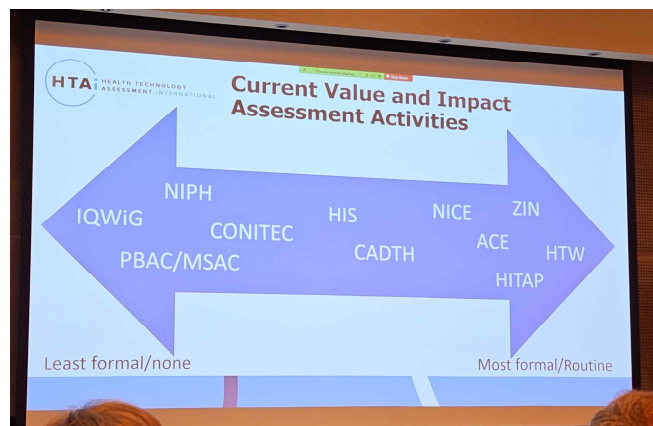 HTAi HEALTH TECHNOLOGY
ASSESSMENT INTERNATIONAL
Current Value and Impact
Assessment Activities
NIPH
IQWiG
CONITEC
PBAC/MSAC
HIS
CADTH
NICE
ZIN
ACE
HTW
HITAP
Least formal/none
Most formal/Routine